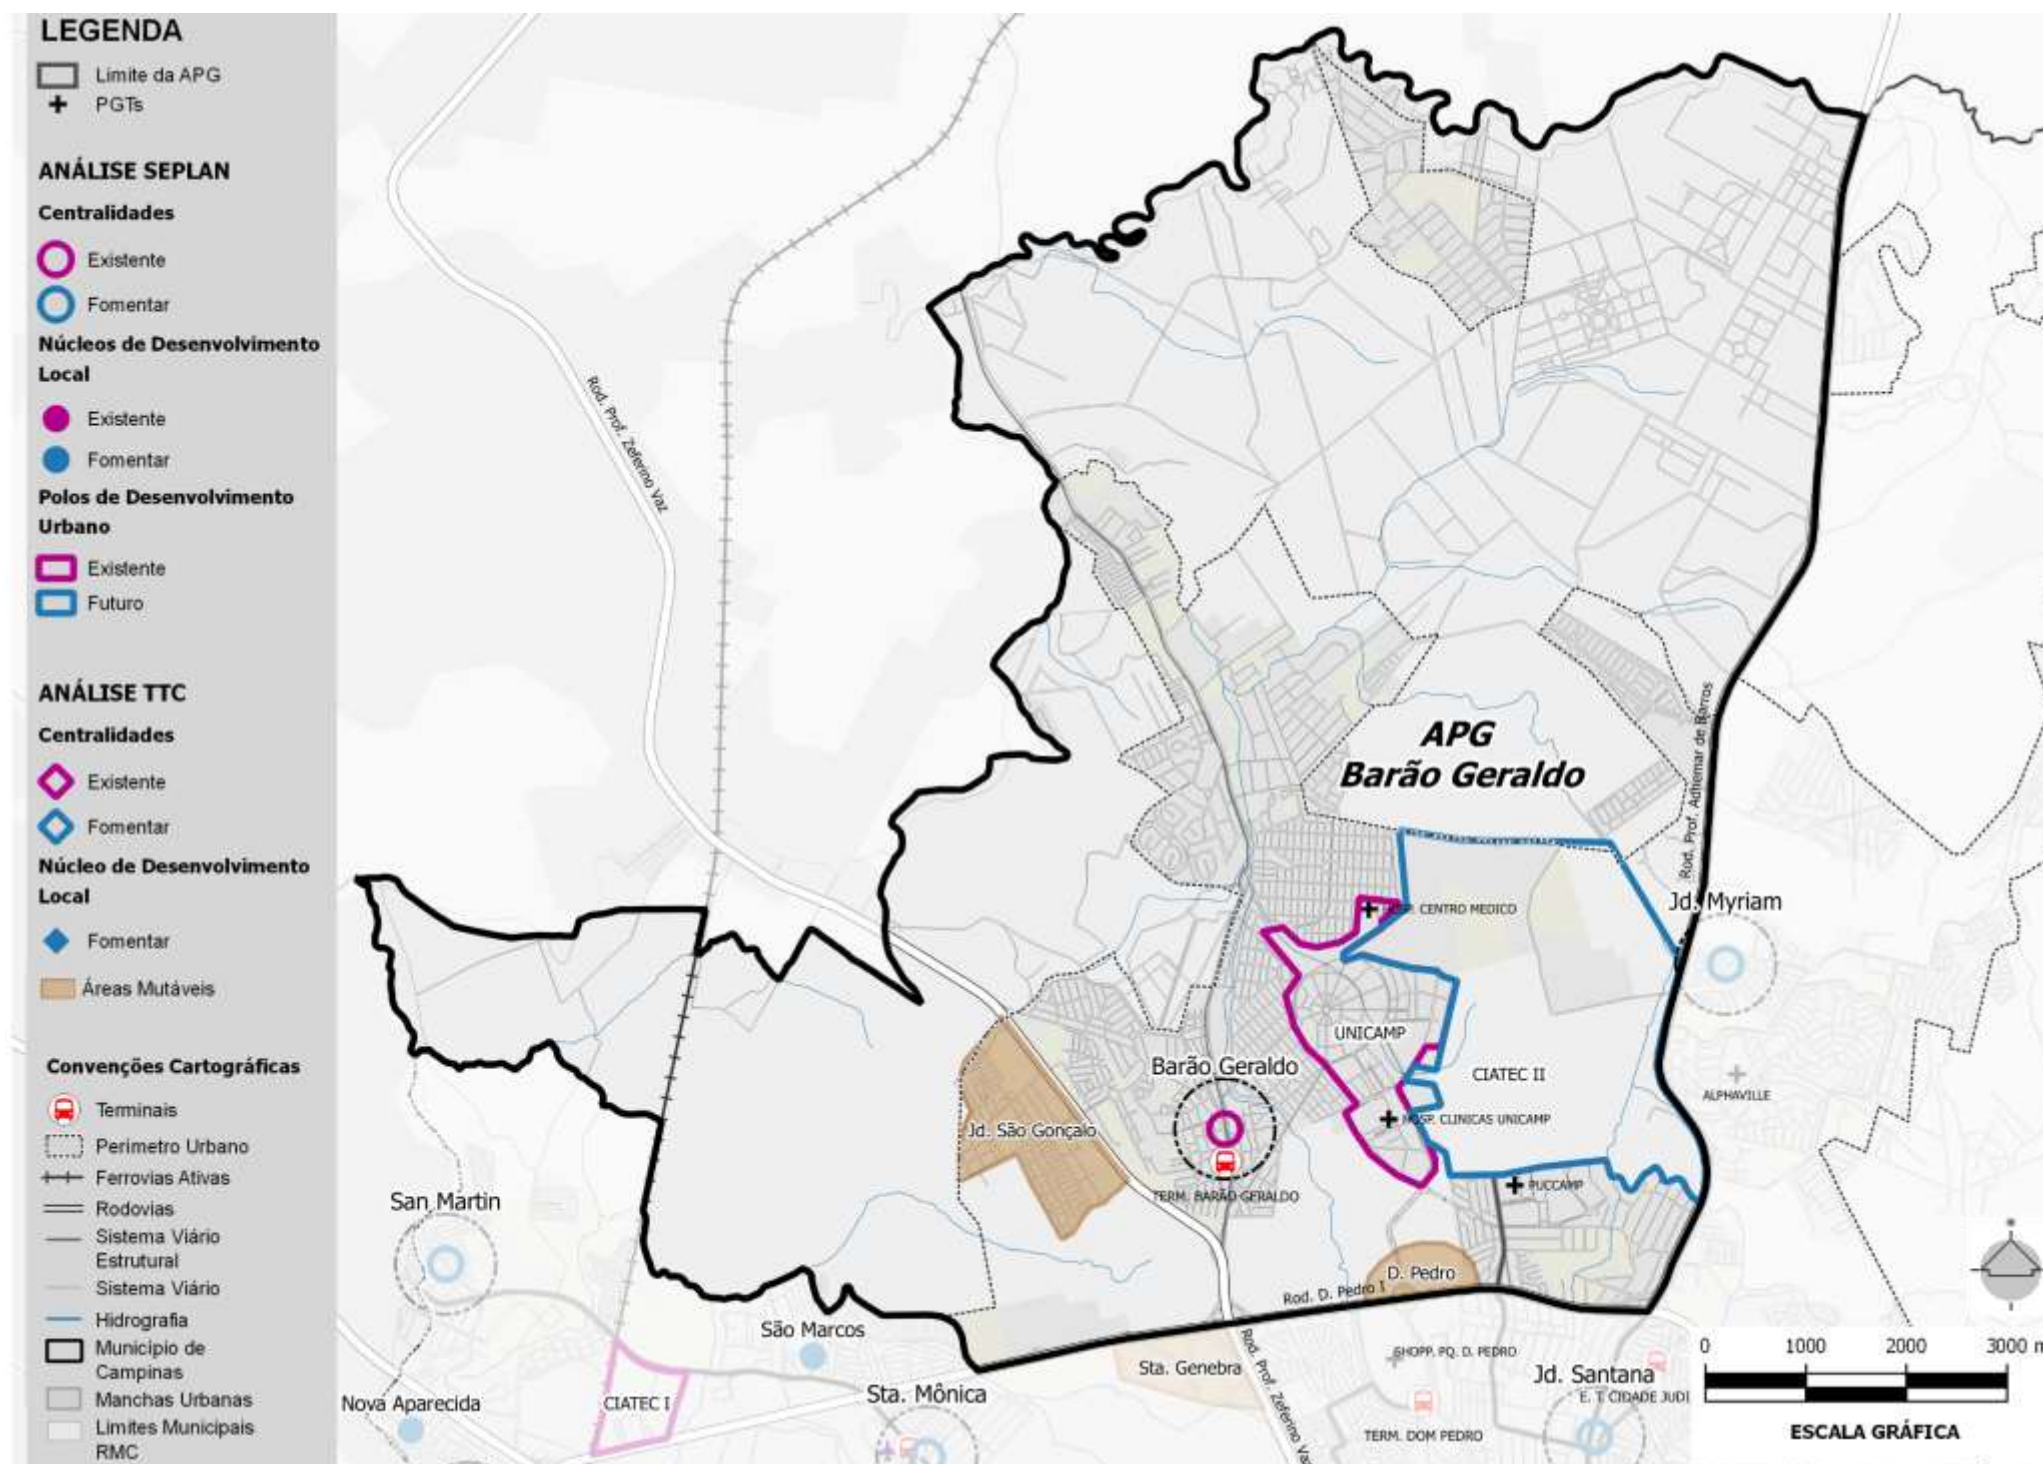 LEGENDA
Limite da APG
PGTs
ANÁLISE SEPLAN
Centralidades
Existente
Fomentar
Núcleos de Desenvolvimento
Local
Existente
Fomentar
Polos de Desenvolvimento
Urbano
Existente
Futuro
ANÁLISE TTC
Centralidades
Existente
Fomentar
Núcleo de Desenvolvimento
Local
Fomentar
Áreas Mutáveis
Convenções Cartográficas
Terminais
Perimetro Urbano
Ferrovias Ativas
Rodovias
Sistema Viário
Estrutural
Sistema Viário
Hidrografia
Município de
Campinas
Manchas Urbanas
Limites Municipais
RMC
Rod. Prof. Zeferino Vaz
APG
Barão Geraldo
Rod. Prof. Adhemar de Barros
Jd. Myriam
CENTRO MEDICO
UNICAMP
Barão Geraldo
CIATEC II
ALPHAVILLE
HOSP. CLINICAS UNICAMP
Jd. São Gonçalo
PUCCAMP
TERM. BARÃO GERALDO
San Martin
D. Pedro
Rod. D. Pedro I
São Marcos
Rod. Prof. Zeferino Vaz
SHOPP. PQ. D. PEDRO
Sta. Genebra
Jd. Santana
E. T. CIDADE JUDI
Sta. Mônica
Nova Aparecida
CIATEC I
TERM. DOM PEDRO
0 1000 2000 3000 m
ESCALA GRÁFICA